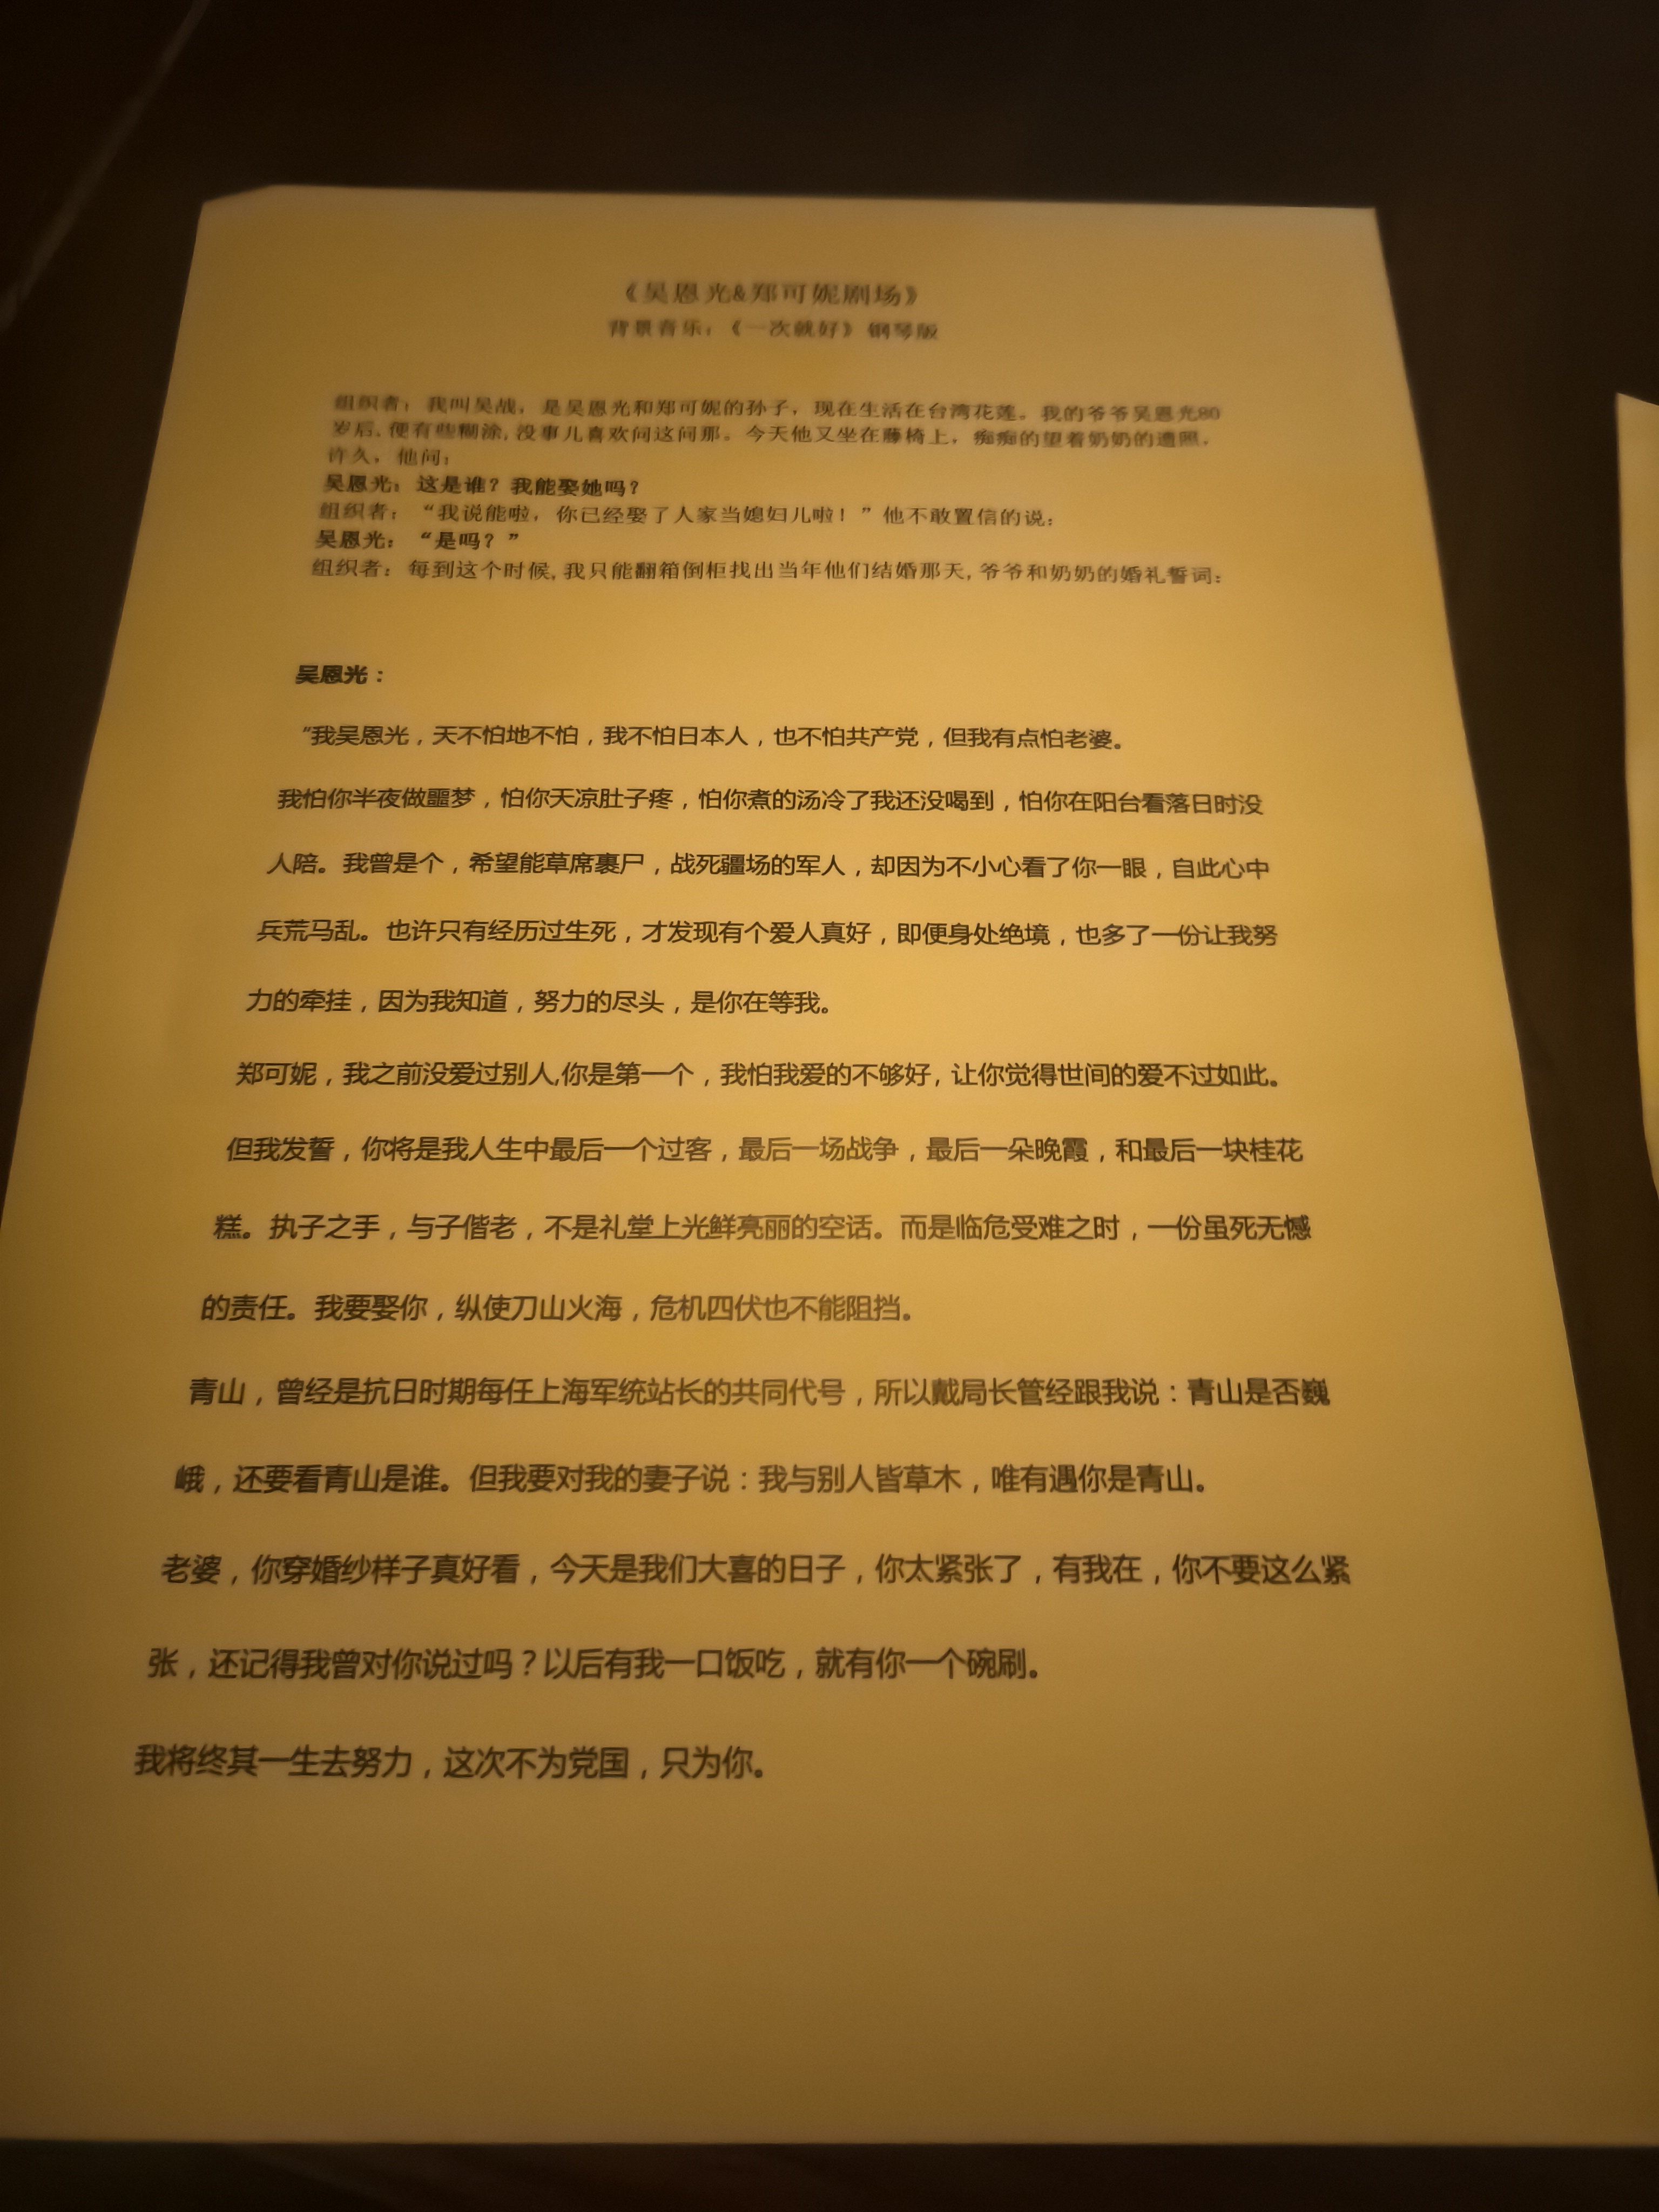 《吴恩光&郑可妮剧场》
背景音乐:《一次就好》钢琴版
组织者:我叫吴战,是吴恩光和郑可妮的孙子,现在生活在台湾花莲。我的爷爷吴恩光80
岁后,便有些糊涂,没事儿喜欢问这问那。今天他又坐在藤椅上,痴痴的望着奶奶的遗照。
许久,他问:
吴恩光:这是谁?我能娶她吗?
组织者:“我说能啦,你已经娶了人家当媳妇儿啦!”他不敢置信的说:
吴恩光:“是吗?”
组织者:每到这个时候,我只能翻箱倒柜找出当年他们结婚那天,爷爷和奶奶的婚礼誓词:
吴恩光:
“我吴恩光,天不怕地不怕,我不怕日本人,也不怕共产党,但我有点怕老婆。
我怕你半夜做噩梦,怕你天凉肚子疼,怕你煮的汤冷了我还没喝到,怕你在阳台看落日时没
人陪。我曾是个,希望能草席裹尸,战死疆场的军人,却因为不小心看了你一眼,自此心中
兵荒马乱。也许只有经历过生死,才发现有个爱人真好,即便身处绝境,也多了一份让我努
力的牵挂,因为我知道,努力的尽头,是你在等我。
郑可妮,我之前没爱过别人,你是第一个,我怕我爱的不够好,让你觉得世间的爱不过如此。
但我发誓,你将是我人生中最后一个过客,最后一场战争,最后一朵晚霞,和最后一块桂花
糕。执子之手,与子偕老,不是礼堂上光鲜亮丽的空话。而是临危受难之时,一份虽死无憾
的责任。我要娶你,纵使刀山火海,危机四伏也不能阻挡。
青山,曾经是抗日时期每任上海军统站长的共同代号,所以戴局长管经跟我说:青山是否巍
峨,还要看青山是谁。但我要对我的妻子说:我与别人皆草木,唯有遇你是青山。
老婆,你穿婚纱样子真好看,今天是我们大喜的日子,你太紧张了,有我在,你不要这么紧
张,还记得我曾对你说过吗?以后有我一口饭吃,就有你一个碗刷。
我将终其一生去努力,这次不为党国,只为你。